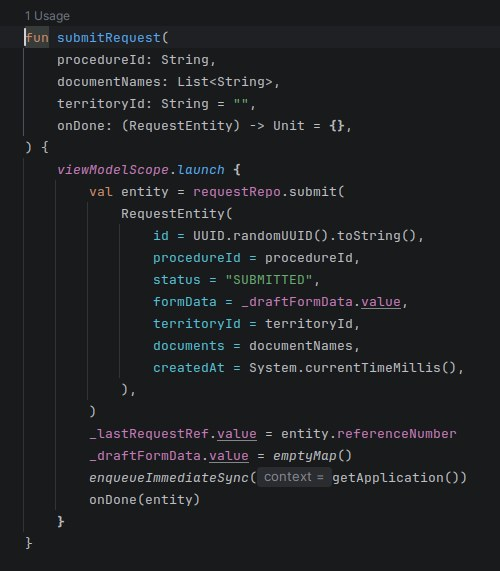 1 Usage
fun submitRequest(
    procedureId: String,
    documentNames: List<String>,
    territoryId: String = "",
    onDone: (RequestEntity) -> Unit = {},
) {
    viewModelScope.launch {
        val entity = requestRepo.submit(
            RequestEntity(
                id = UUID.randomUUID().toString(),
                procedureId = procedureId,
                status = "SUBMITTED",
                formData = _draftFormData.value,
                territoryId = territoryId,
                documents = documentNames,
                createdAt = System.currentTimeMillis(),
            ),
        )
        _lastRequestRef.value = entity.referenceNumber
        _draftFormData.value = emptyMap()
        enqueueImmediateSync( context = getApplication())
        onDone(entity)
    }
}